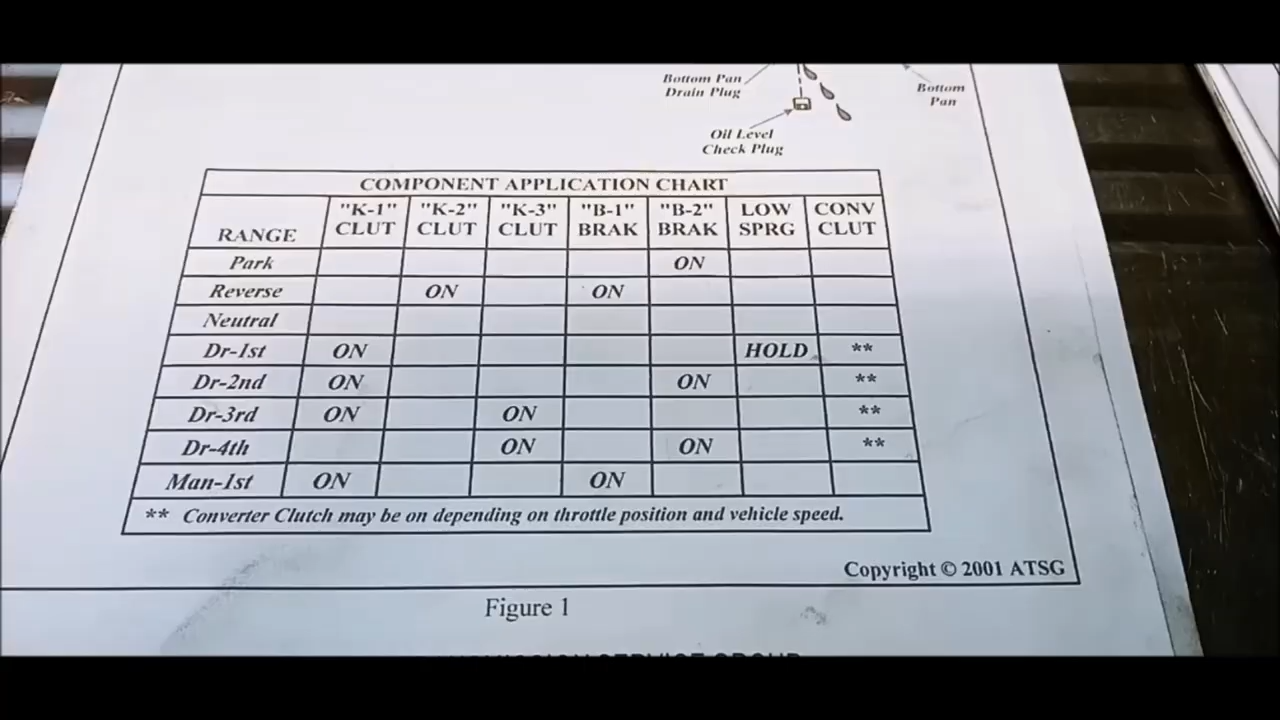 Bottom Pan
Drain Plug
Bottom
Pan
Oil Level
Check Plug
COMPONENT APPLICATION CHART
RANGE "K-1" CLUT "K-2" CLUT "K-3" CLUT "B-1" BRAK "B-2" BRAK LOW SPRG CONV CLUT
Park ON
Reverse ON ON
Neutral
Dr-1st ON HOLD **
Dr-2nd ON ON **
Dr-3rd ON ON **
Dr-4th ON ON **
Man-1st ON ON
** Converter Clutch may be on depending on throttle position and vehicle speed.
Copyright © 2001 ATSG
Figure 1